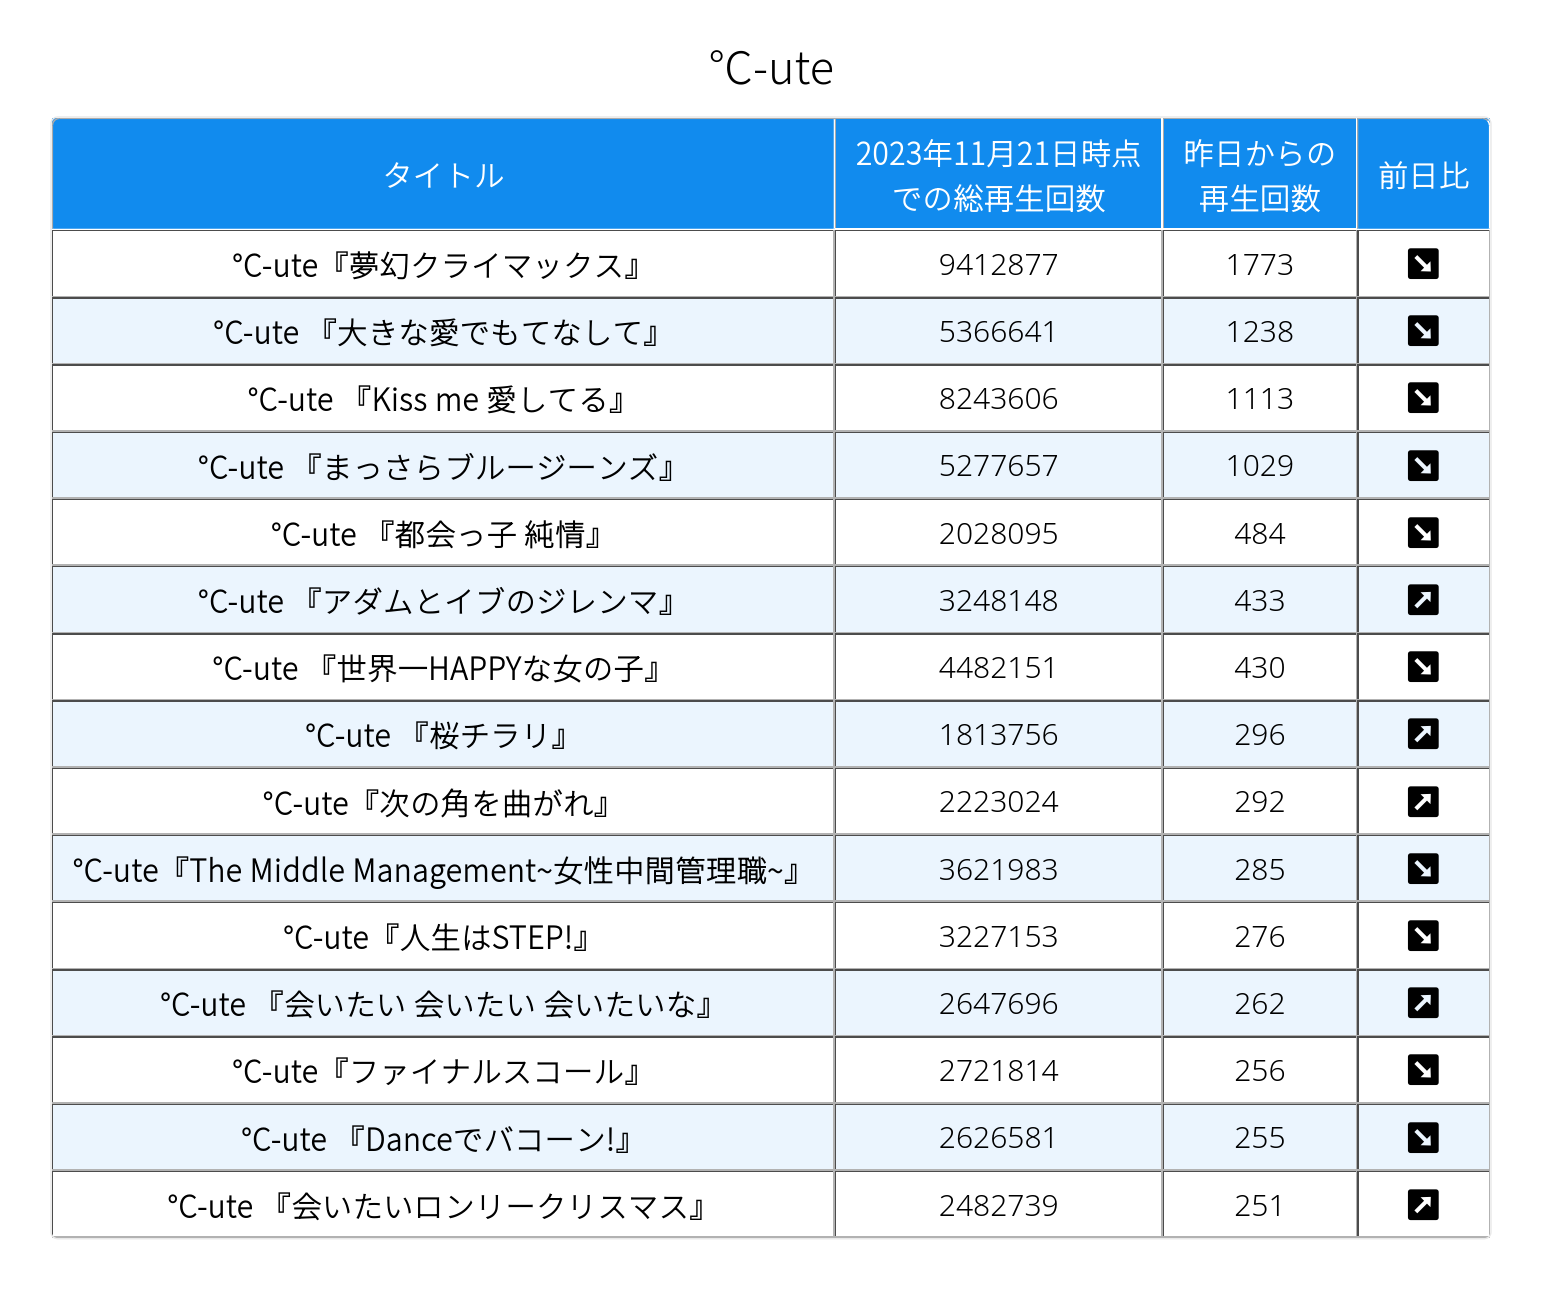 ℃-ute
タイトル
2023年11月21日時点
での総再生回数
昨日からの
再生回数
前日比
℃-ute『夢幻クライマックス』 9412877 1773 ↘
℃-ute 『大きな愛でもてなして』 5366641 1238 ↘
℃-ute 『Kiss me 愛してる』 8243606 1113 ↘
℃-ute 『まっさらブルージーンズ』 5277657 1029 ↘
℃-ute 『都会っ子 純情』 2028095 484 ↘
℃-ute 『アダムとイブのジレンマ』 3248148 433 ↗
℃-ute 『世界一HAPPYな女の子』 4482151 430 ↘
℃-ute 『桜チラリ』 1813756 296 ↗
℃-ute『次の角を曲がれ』 2223024 292 ↗
℃-ute『The Middle Management~女性中間管理職~』 3621983 285 ↘
℃-ute『人生はSTEP!』 3227153 276 ↘
℃-ute 『会いたい 会いたい 会いたいな』 2647696 262 ↗
℃-ute『ファイナルスコール』 2721814 256 ↘
℃-ute 『Danceでバコーン!』 2626581 255 ↘
℃-ute 『会いたいロンリークリスマス』 2482739 251 ↗